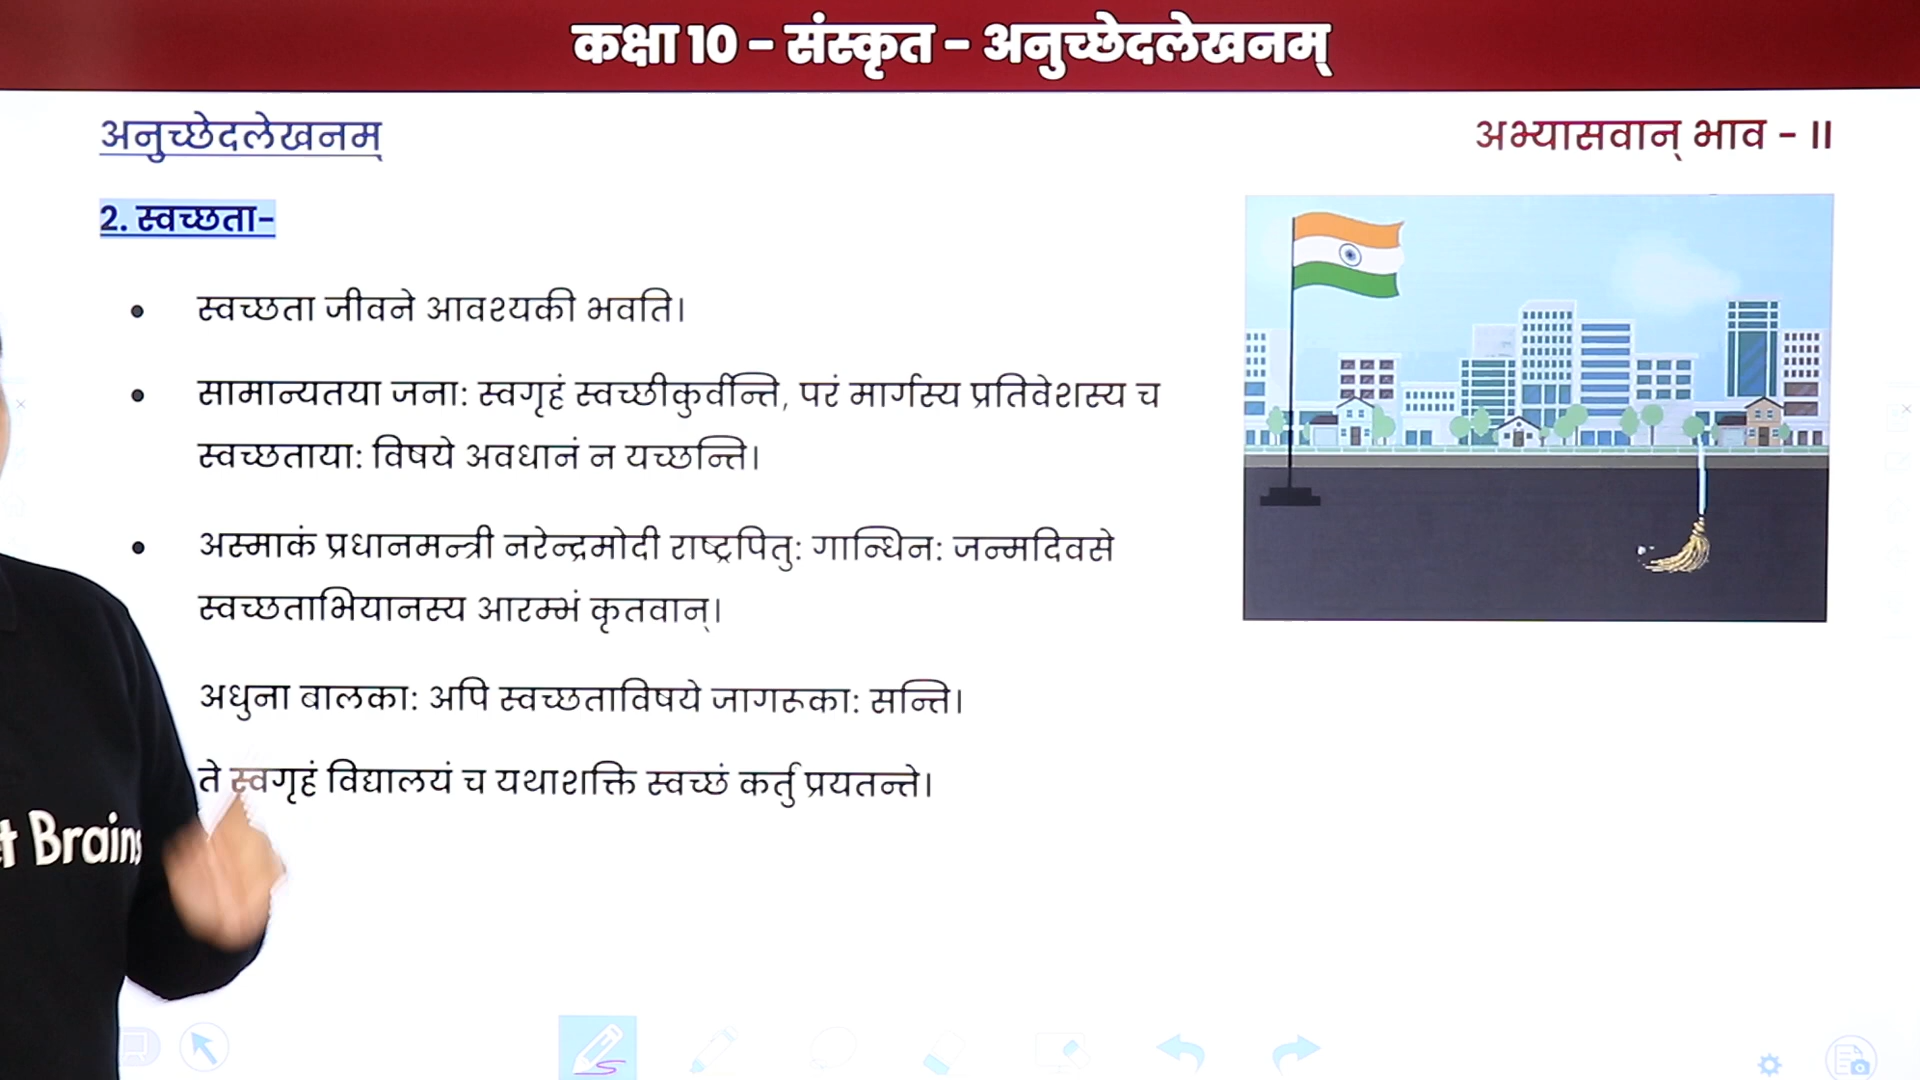 कक्षा 10 - संस्कृत - अनुच्छेदलेखनम्
अनुच्छेदलेखनम्
अभ्यासवान् भाव - II
2. स्वच्छता-
• स्वच्छता जीवने आवश्यकी भवति।
• सामान्यतया जनाः स्वगृहं स्वच्छीकुर्वन्ति, परं मार्गस्य प्रतिवेशस्य च
स्वच्छतायाः विषये अवधानं न यच्छन्ति।
• अस्माकं प्रधानमन्त्री नरेन्द्रमोदी राष्ट्रपितुः गान्धिनः जन्मदिवसे
स्वच्छताभियानस्य आरम्भं कृतवान्।
अधुना बालकाः अपि स्वच्छताविषये जागरूकाः सन्ति।
ते स्वगृहं विद्यालयं च यथाशक्ति स्वच्छं कर्तुं प्रयतन्ते।
Brains